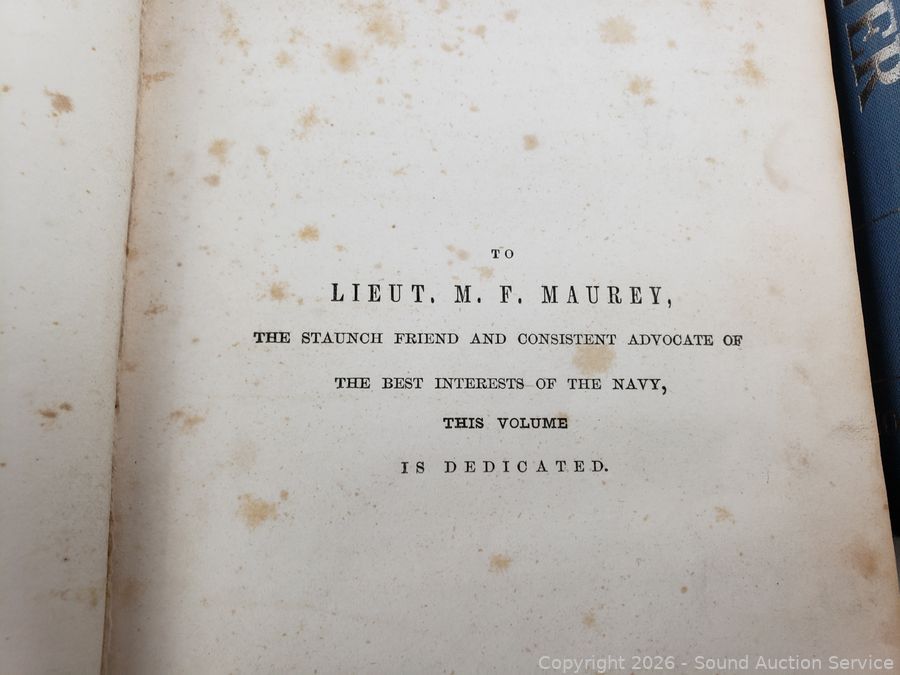 TO
LIEUT. M. F. MAUREY,
THE STAUNCH FRIEND AND CONSISTENT ADVOCATE OF
THE BEST INTERESTS OF THE NAVY,
THIS VOLUME
IS DEDICATED.
Copyright 2026 - Sound Auction Service